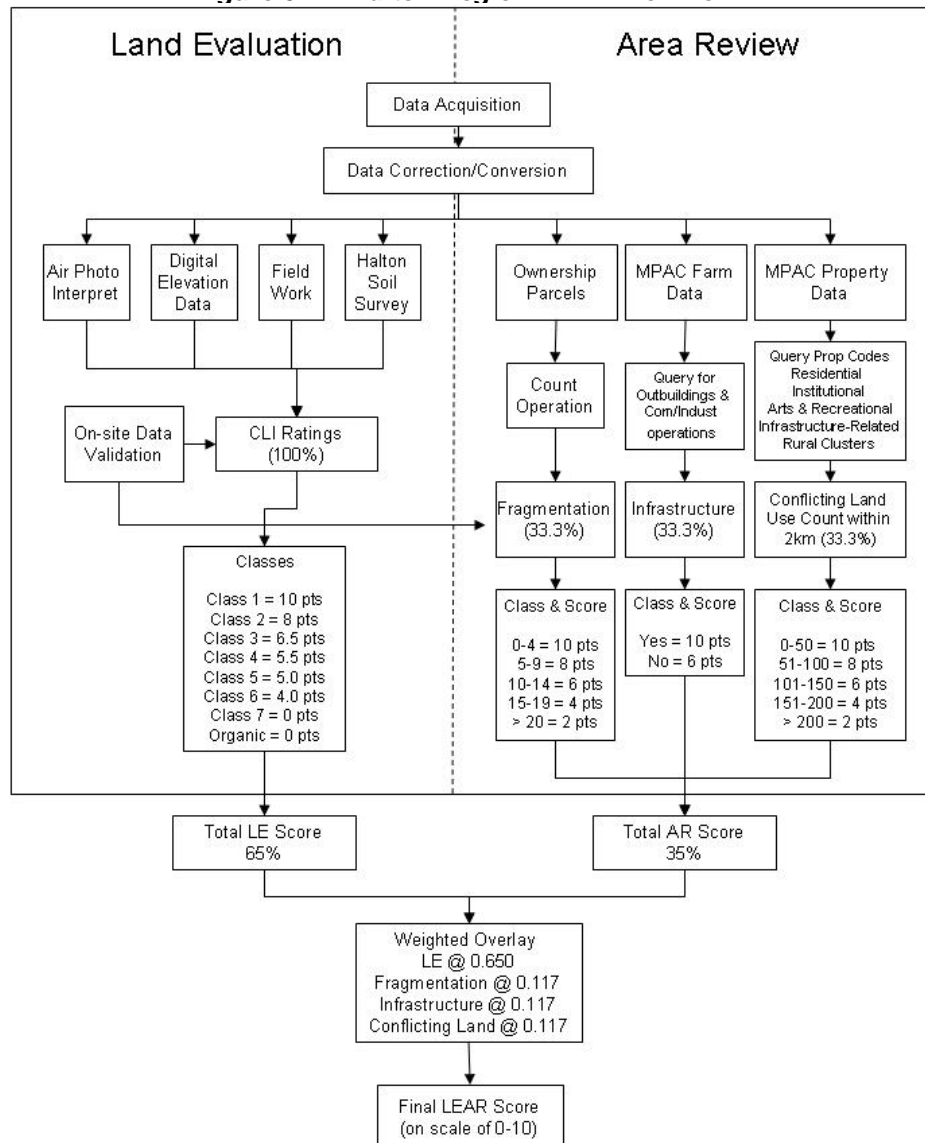 Land Evaluation
Area Review
Data Acquisition
Data Correction/Conversion
Air Photo
Interpret
Digital
Elevation
Data
Field
Work
Halton
Soil
Survey
Ownership
Parcels
MPAC Farm
Data
MPAC Property
Data
Count
Operation
Query for
Outbuildings &
Com/Indust
operations
Query Prop Codes
Residential
Institutional
Arts & Recreational
Infrastructure-Related
Rural Clusters
On-site Data
Validation
CLI Ratings
(100%)
Fragmentation
(33.3%)
Infrastructure
(33.3%)
Conflicting Land
Use Count within
2km (33.3%)
Classes
Class 1 = 10 pts
Class 2 = 8 pts
Class 3 = 6.5 pts
Class 4 = 5.5 pts
Class 5 = 5.0 pts
Class 6 = 4.0 pts
Class 7 = 0 pts
Organic = 0 pts
Class & Score
0-4 = 10 pts
5-9 = 8 pts
10-14 = 6 pts
15-19 = 4 pts
> 20 = 2 pts
Class & Score
Yes = 10 pts
No = 6 pts
Class & Score
0-50 = 10 pts
51-100 = 8 pts
101-150 = 6 pts
151-200 = 4 pts
> 200 = 2 pts
Total LE Score
65%
Total AR Score
35%
Weighted Overlay
LE @ 0.650
Fragmentation @ 0.117
Infrastructure @ 0.117
Conflicting Land @ 0.117
Final LEAR Score
(on scale of 0-10)